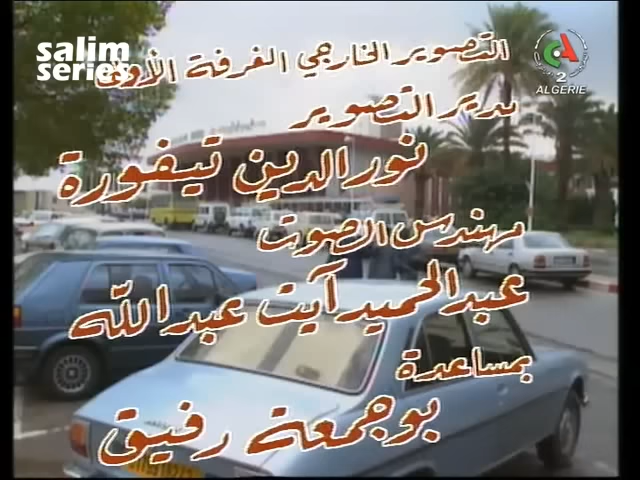 salim
series
2
ALGERIE
التصوير الخارجي الغرفة الأولى
مدير التصوير
نور الدين تيفورة
مهندس الصوت
عبد الحميد آيت عبد الله
بمساعدة
بوجمعة رفيق